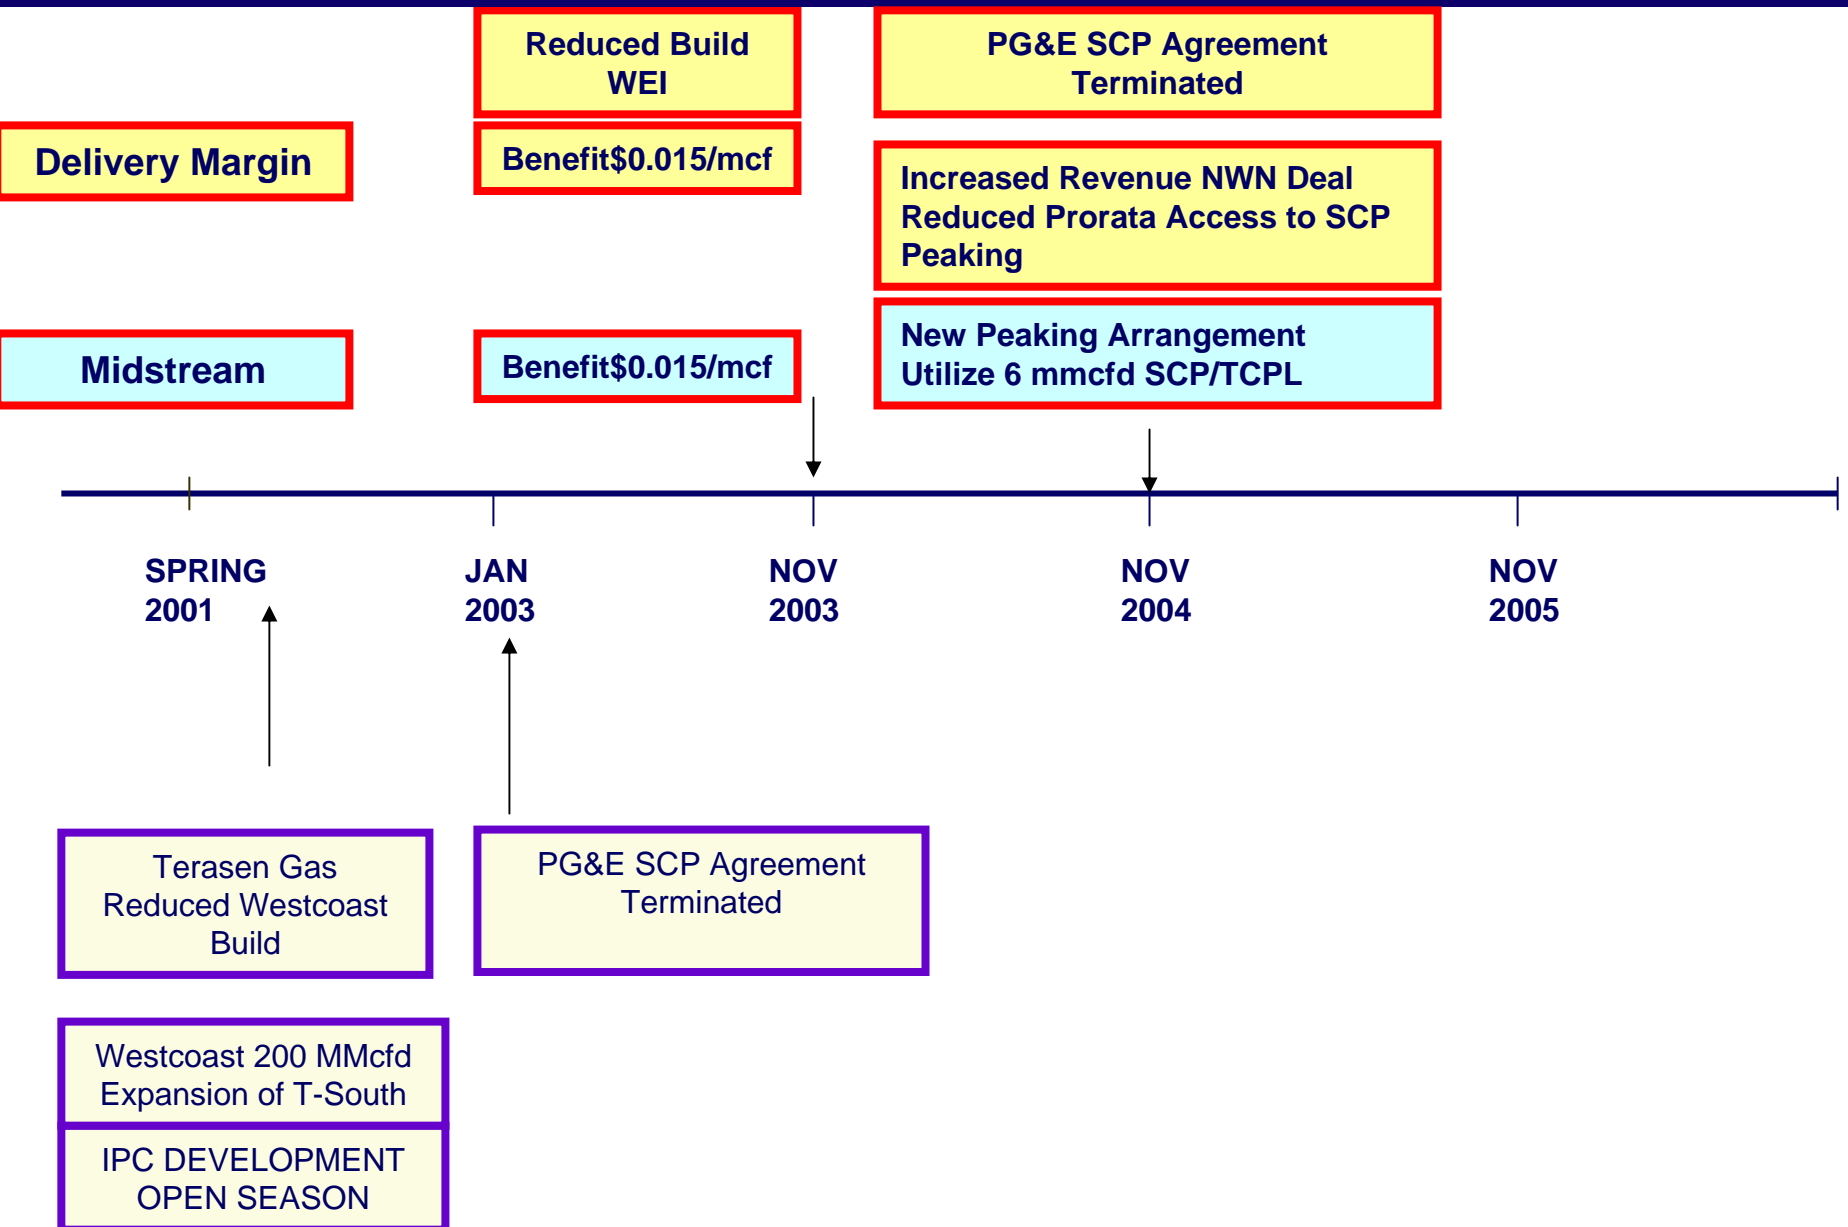 Reduced Build
WEI
PG&E SCP Agreement
Terminated
Delivery Margin
Benefit$0.015/mcf
Increased Revenue NWN Deal
Reduced Prorata Access to SCP
Peaking
Midstream
Benefit$0.015/mcf
New Peaking Arrangement
Utilize 6 mmcfd SCP/TCPL
SPRING
2001
JAN
2003
NOV
2003
NOV
2004
NOV
2005
Terasen Gas
Reduced Westcoast
Build
PG&E SCP Agreement
Terminated
Westcoast 200 MMcfd
Expansion of T-South
IPC DEVELOPMENT
OPEN SEASON